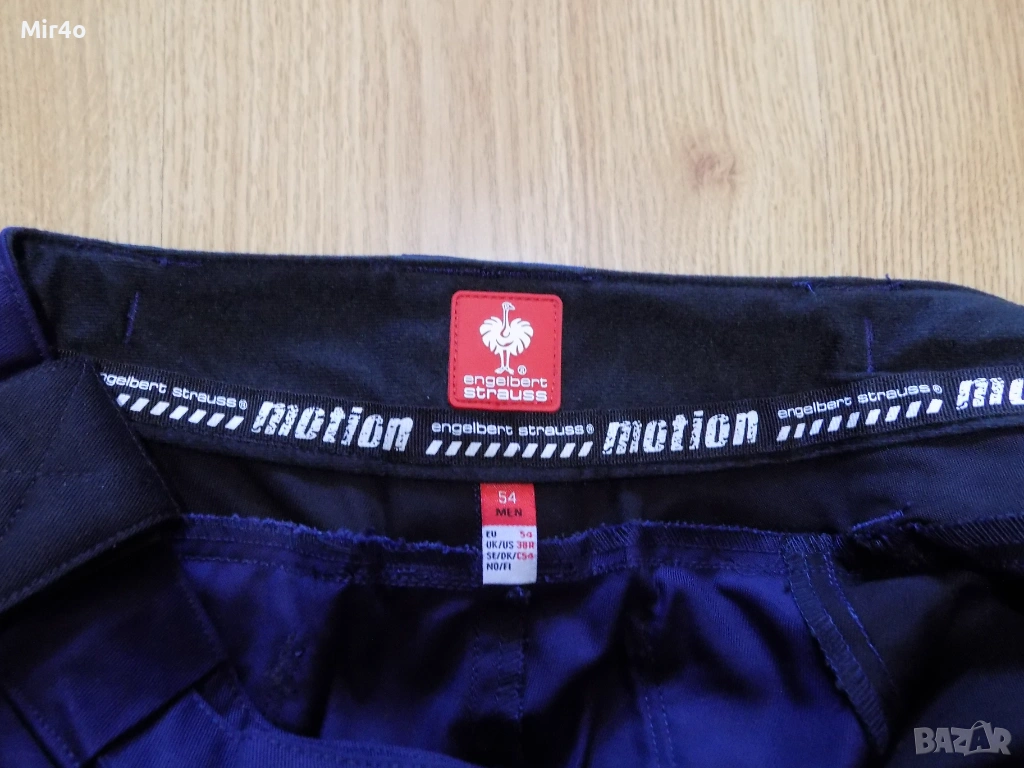 Mir4o
engelbert
strauss
engelbert strauss® motion engelbert strauss® motion engelbert strauss®
54
MEN
EU 54
UK/US 38R
SE/DK/ C54
NO/FI
BAZAR